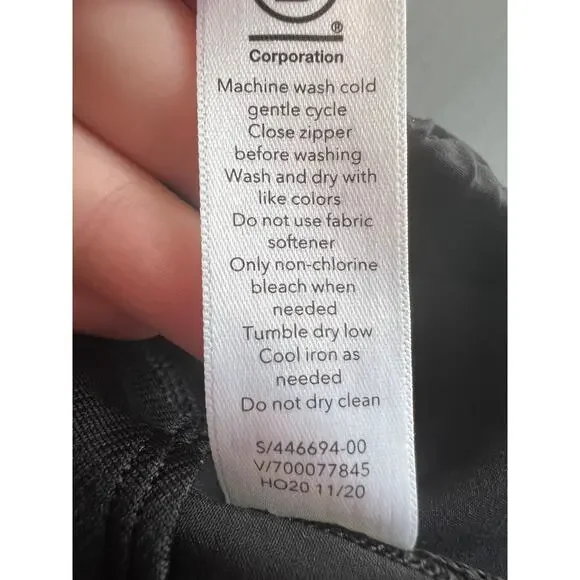 ®
Corporation
Machine wash cold
gentle cycle
Close zipper
before washing
Wash and dry with
like colors
Do not use fabric
softener
Only non-chlorine
bleach when
needed
Tumble dry low
Cool iron as
needed
Do not dry clean
S/446694-00
V/700077845
HO20 11/20